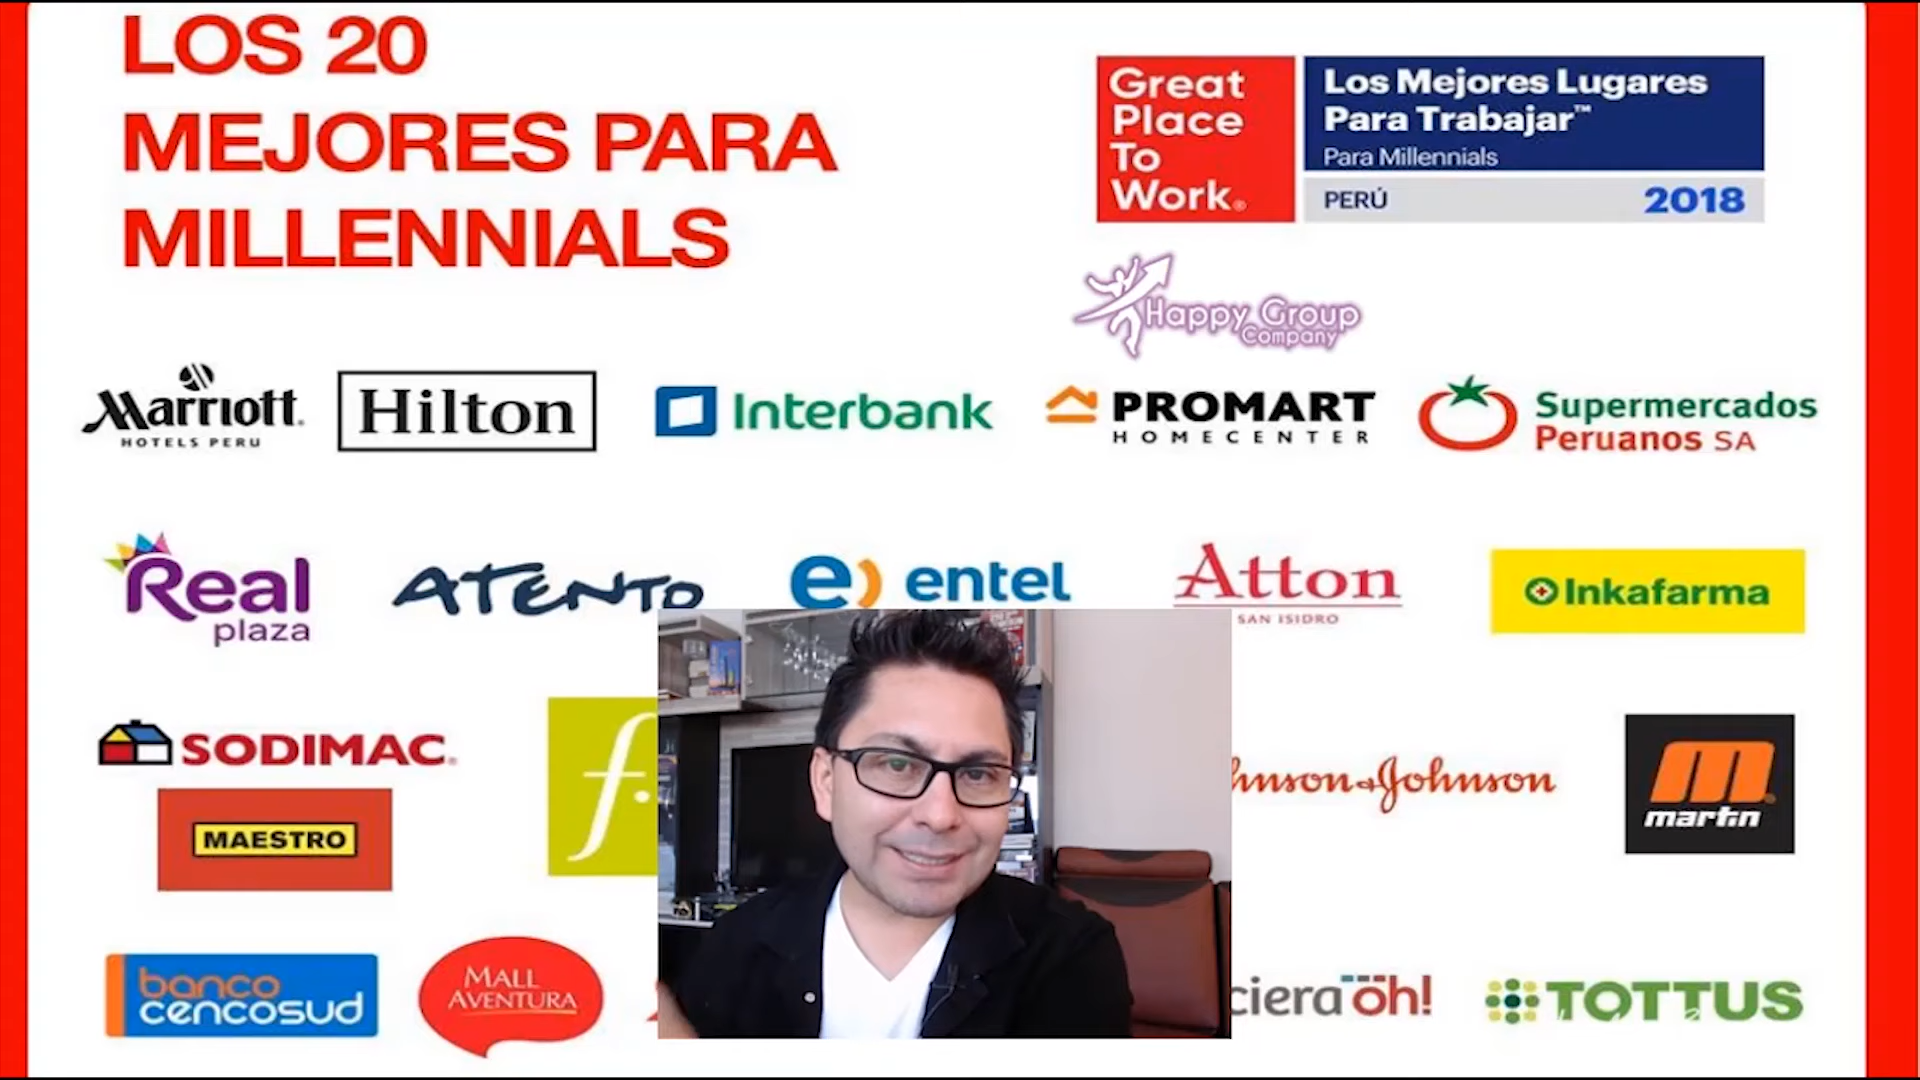 LOS 20
MEJORES PARA
MILLENNIALS
Great
Place
To
Work®
Los Mejores Lugares
Para Trabajar™
Para Millennials
PERÚ 2018
Happy Group
Company
Marriott®
HOTELS PERU
Hilton
Interbank
PROMART
HOMECENTER
Supermercados
Peruanos SA
Real
plaza
ATENTO
e) entel
Atton
SAN ISIDRO
Inkafarma
SODIMAC®
MAESTRO
f.
hnson&Johnson
m®
martin
banco
cencosud
MALL
AVENTURA
ciera oh!
TOTTUS